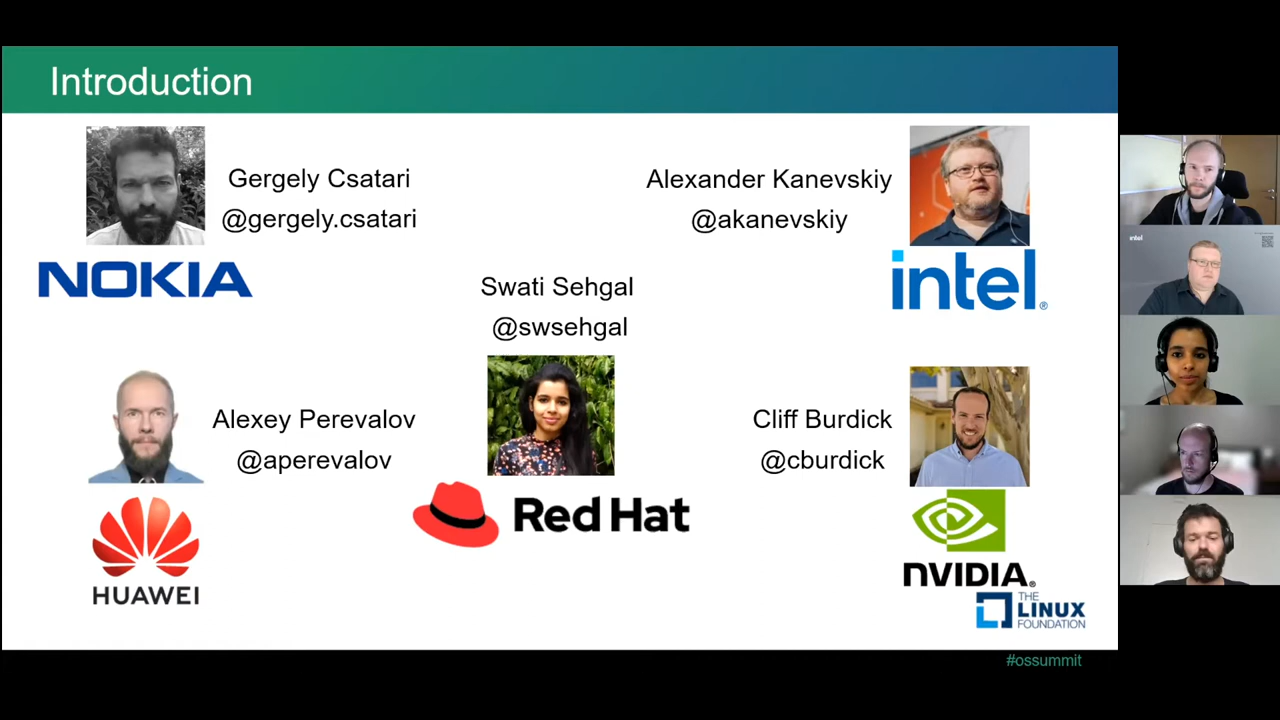 Introduction
Gergely Csatari
@gergely.csatari
NOKIA
Alexander Kanevskiy
@akanevskiy
intel®
Swati Sehgal
@swsehgal
Alexey Perevalov
@aperevalov
HUAWEI
Red Hat
Cliff Burdick
@cburdick
NVIDIA®
THE
LINUX
FOUNDATION
#ossummit
intel